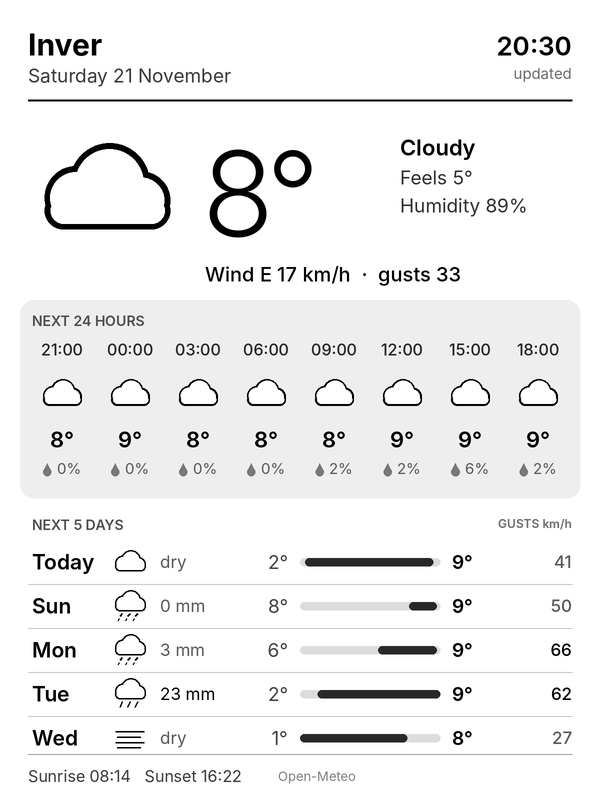 Inver 20:30
Saturday 21 November updated
8° Cloudy
Feels 5°
Humidity 89%
Wind E 17 km/h · gusts 33
NEXT 24 HOURS
21:00 00:00 03:00 06:00 09:00 12:00 15:00 18:00
8° 9° 8° 8° 8° 9° 9° 9°
0% 0% 0% 0% 2% 2% 6% 2%
NEXT 5 DAYS GUSTS km/h
Today dry 2° 9° 41
Sun 0 mm 8° 9° 50
Mon 3 mm 6° 9° 66
Tue 23 mm 2° 9° 62
Wed dry 1° 8° 27
Sunrise 08:14 Sunset 16:22 Open-Meteo